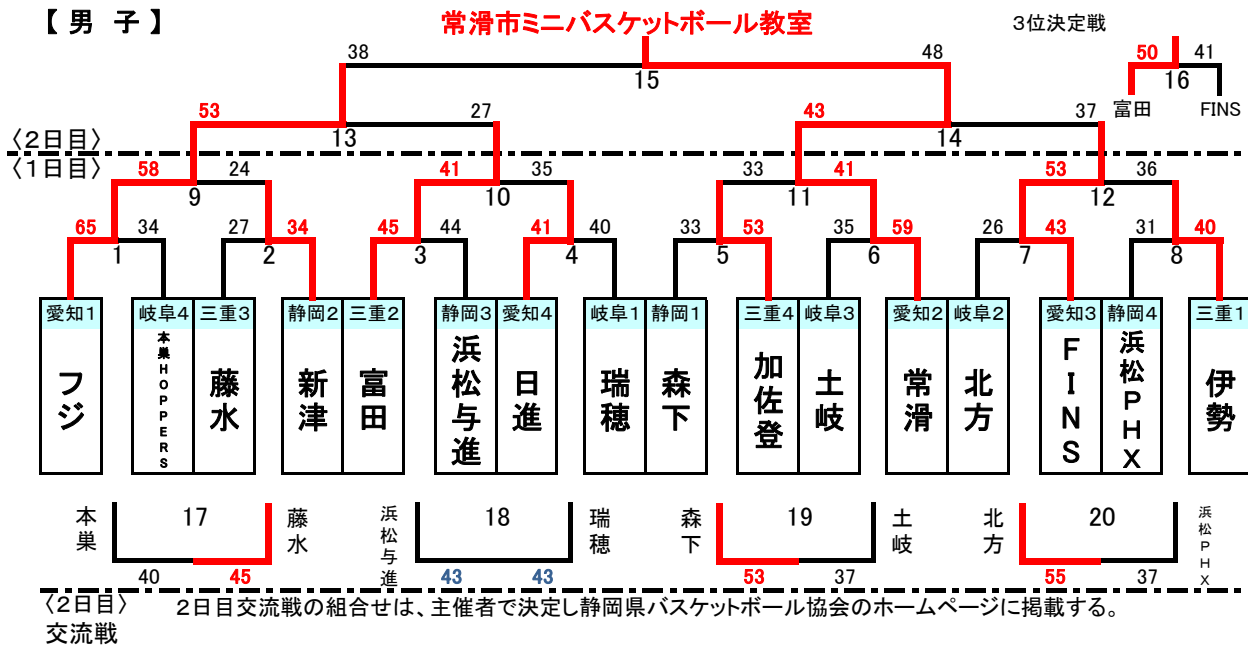 【 男 子 】
常滑市ミニバスケットボール教室
3位決定戦
38
48
15
50
41
16
富田
FINS
53
27
13
43
37
14
〈2日目〉
〈1日目〉
58
24
9
41
35
10
33
41
11
53
36
12
65
34
1
27
34
2
45
44
3
41
40
4
33
53
5
35
59
6
26
43
7
31
40
8
愛知1
岐阜4
三重3
静岡2
三重2
静岡3
愛知4
岐阜1
静岡1
三重4
岐阜3
愛知2
岐阜2
愛知3
静岡4
三重1
フジ
本巣HOPPERS
藤水
新津
富田
浜松与進
日進
瑞穂
森下
加佐登
土岐
常滑
北方
FINS
浜松PHX
伊勢
本巣
17
藤水
浜松与進
18
瑞穂
森下
19
土岐
北方
20
浜松PHX
40
45
43
43
53
37
55
37
〈2日目〉
交流戦
2日目交流戦の組合せは、主催者で決定し静岡県バスケットボール協会のホームページに掲載する。